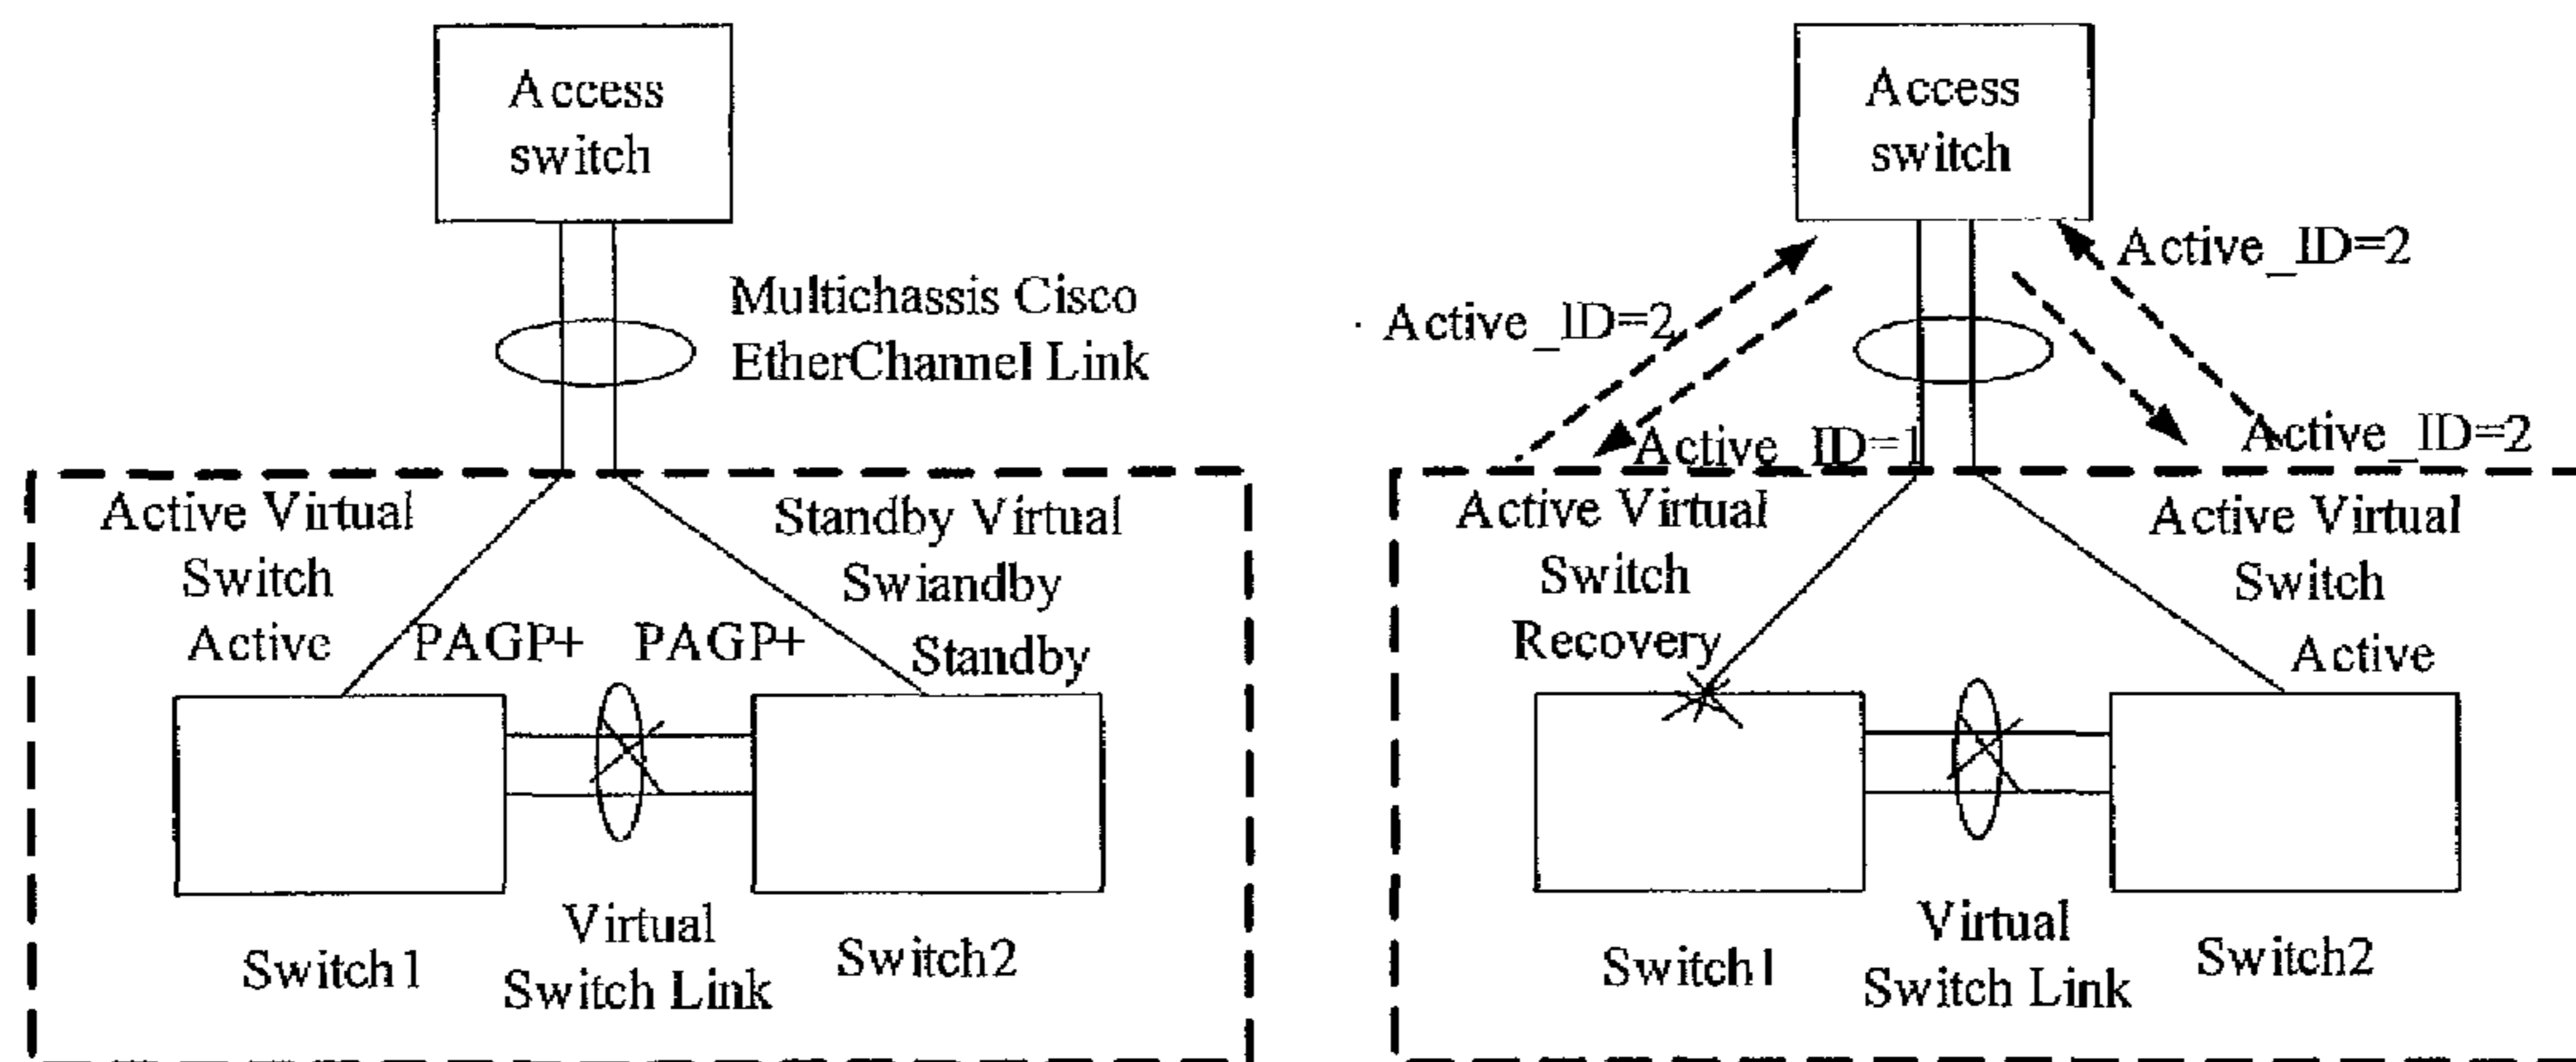 Access
switch
Multichassis Cisco
EtherChannel Link
Active Virtual
Switch
Active
Standby Virtual
Swiandby
Standby
PAGP+
PAGP+
Switch1
Virtual
Switch Link
Switch2
Access
switch
Active_ID=2
Active_ID=2
Active_ID=1
Active_ID=2
Active Virtual
Switch
Recovery
Active Virtual
Switch
Active
Switch1
Virtual
Switch Link
Switch2